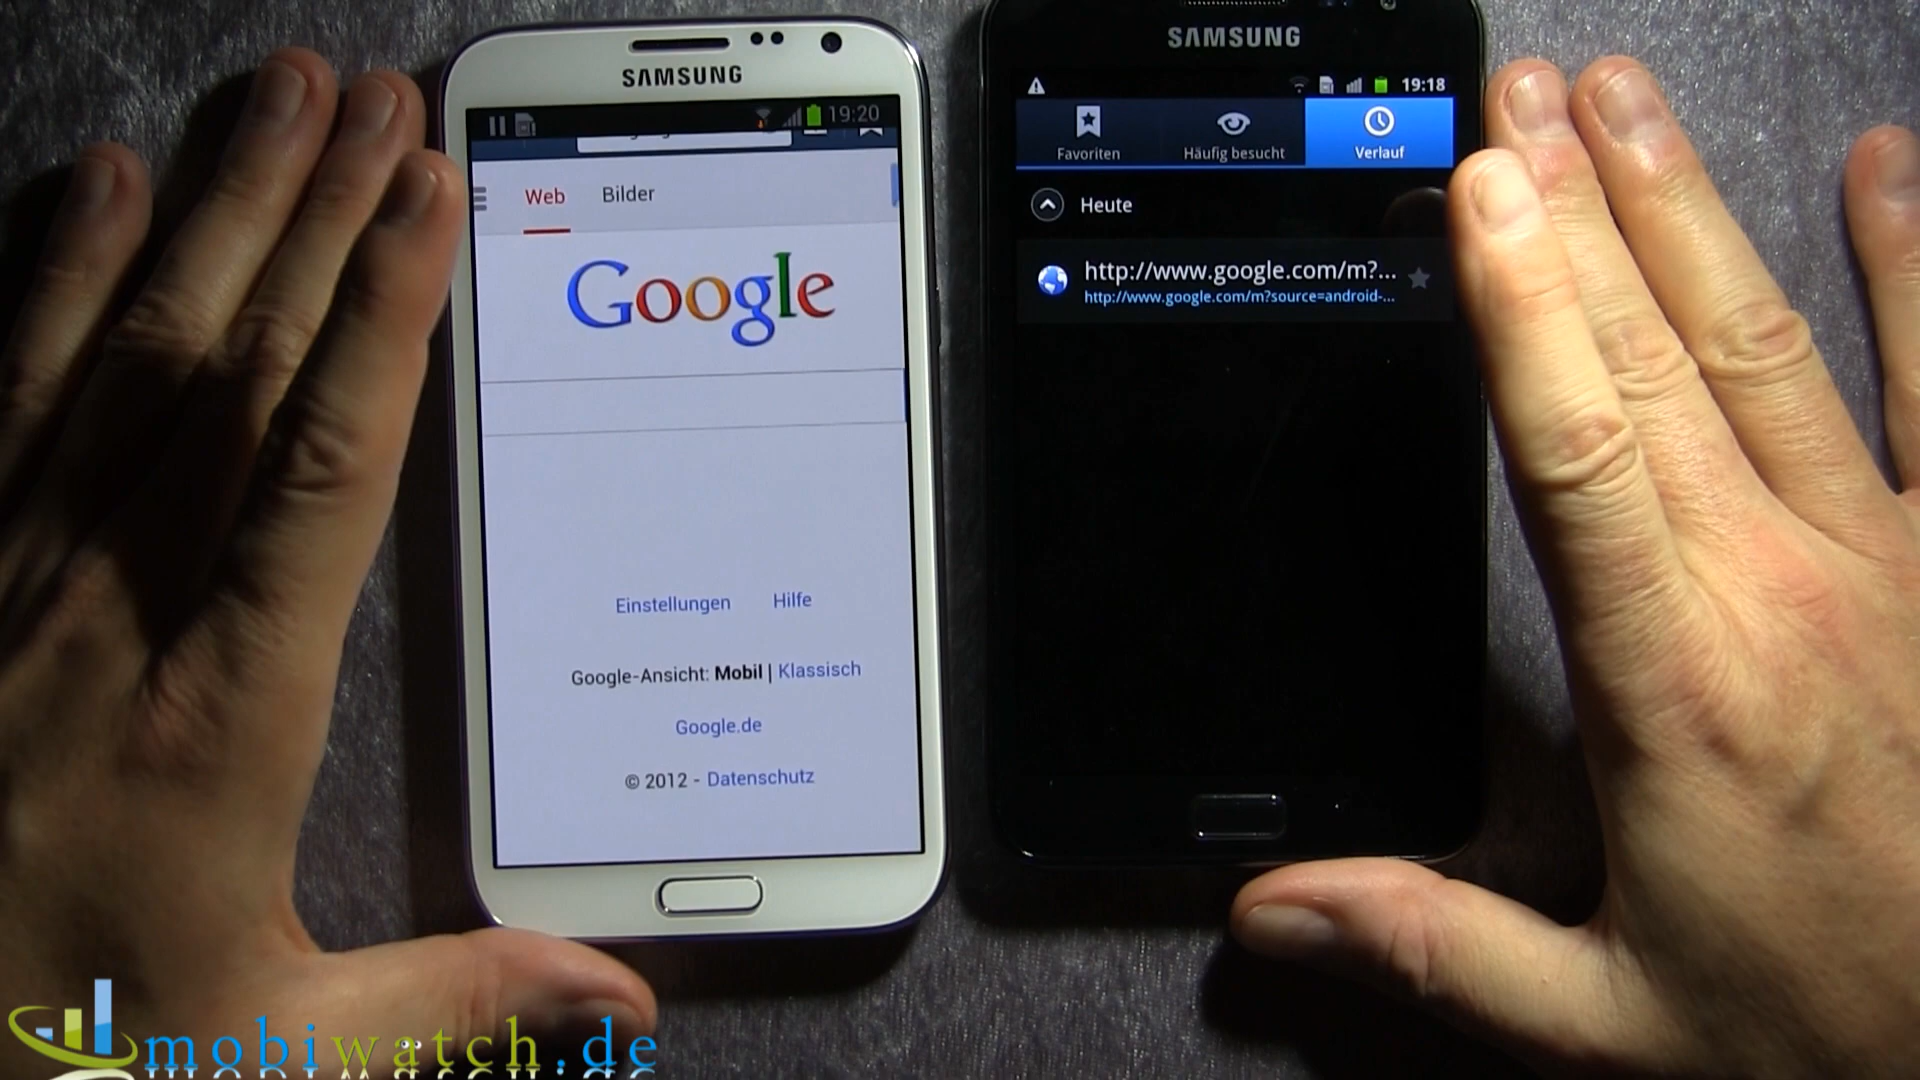 SAMSUNG
19:20
Web Bilder
Google
Einstellungen Hilfe
Google-Ansicht: Mobil | Klassisch
Google.de
© 2012 - Datenschutz
SAMSUNG
19:18
Favoriten Häufig besucht Verlauf
Heute
http://www.google.com/m?...
http://www.google.com/m?source=android-...
mobiwatch.de